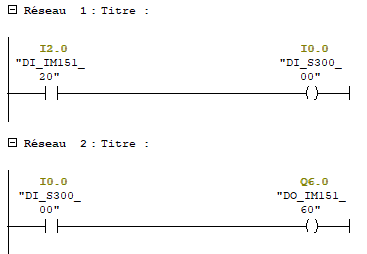 Réseau 1 : Titre :
I2.0 I0.0
"DI_IM151_ "DI_S300_
20" 00"
Réseau 2 : Titre :
I0.0 Q6.0
"DI_S300_ "DO_IM151_
00" 60"